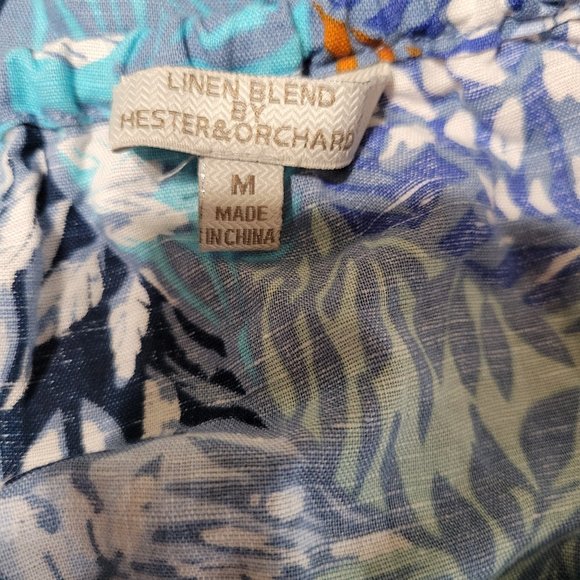 LINEN BLEND
BY
HESTER&ORCHARD
M
MADE
IN CHINA